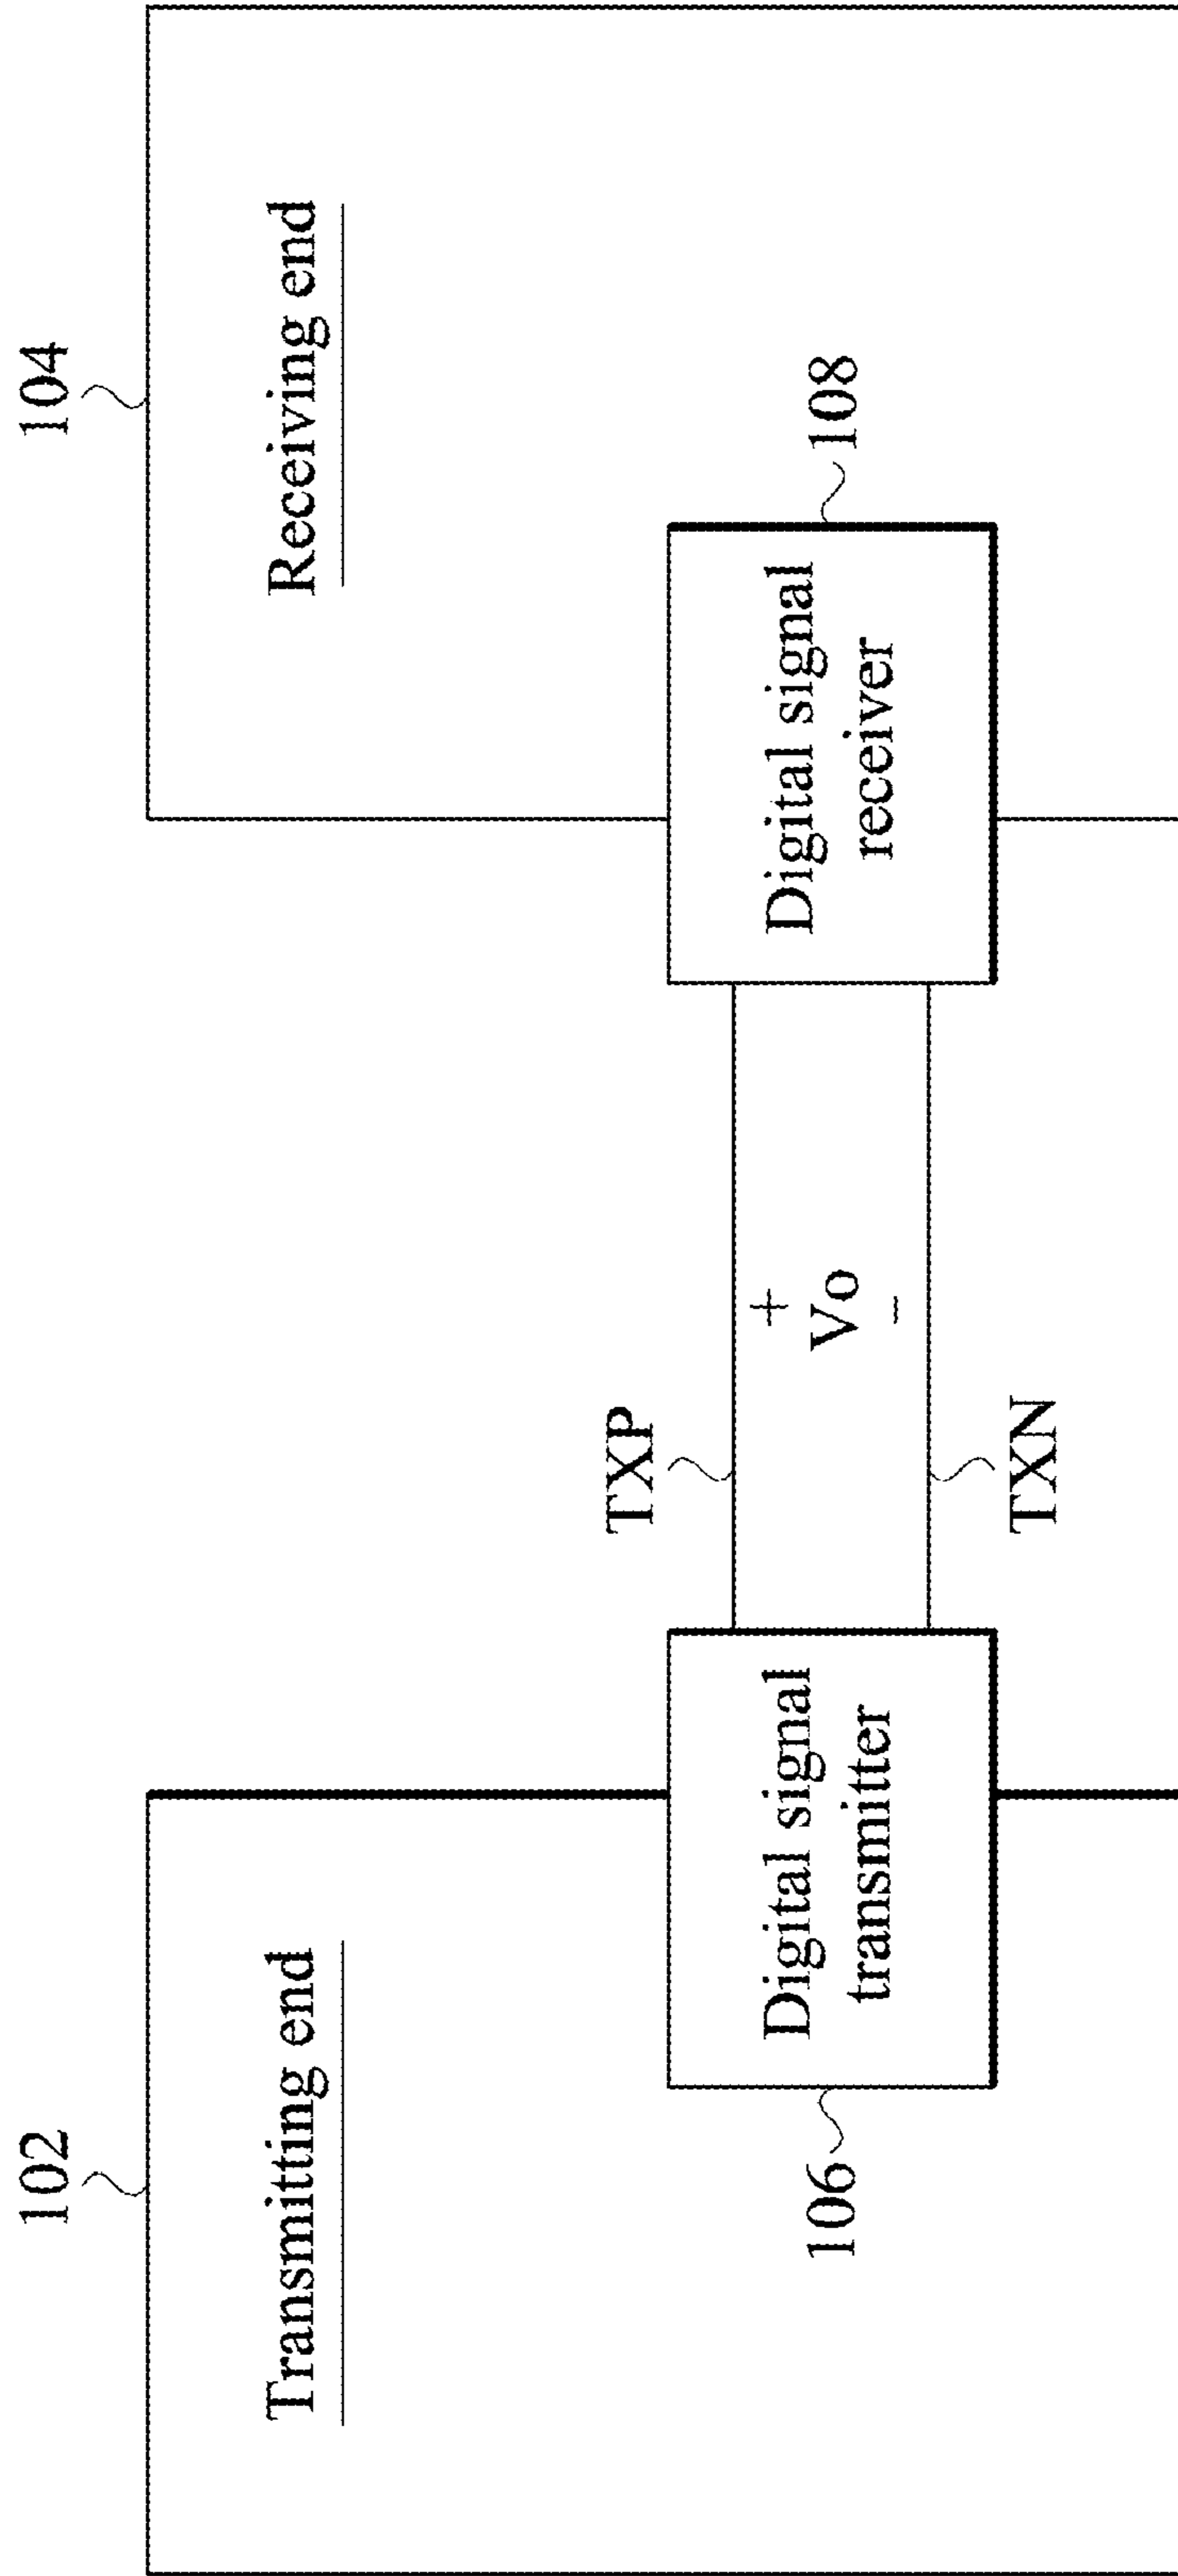 102
104
Transmitting end
Receiving end
TXP
106
Digital signal
transmitter
+
Vo
-
Digital signal
receiver
108
TXN